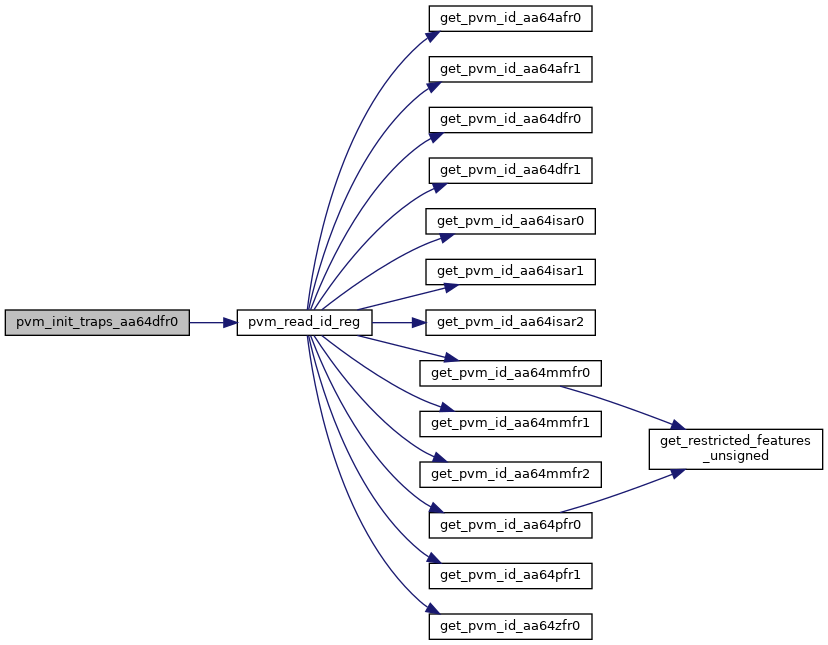 pvm_init_traps_aa64dfr0
pvm_read_id_reg
get_pvm_id_aa64afr0
get_pvm_id_aa64afr1
get_pvm_id_aa64dfr0
get_pvm_id_aa64dfr1
get_pvm_id_aa64isar0
get_pvm_id_aa64isar1
get_pvm_id_aa64isar2
get_pvm_id_aa64mmfr0
get_pvm_id_aa64mmfr1
get_pvm_id_aa64mmfr2
get_pvm_id_aa64pfr0
get_pvm_id_aa64pfr1
get_pvm_id_aa64zfr0
get_restricted_features
_unsigned